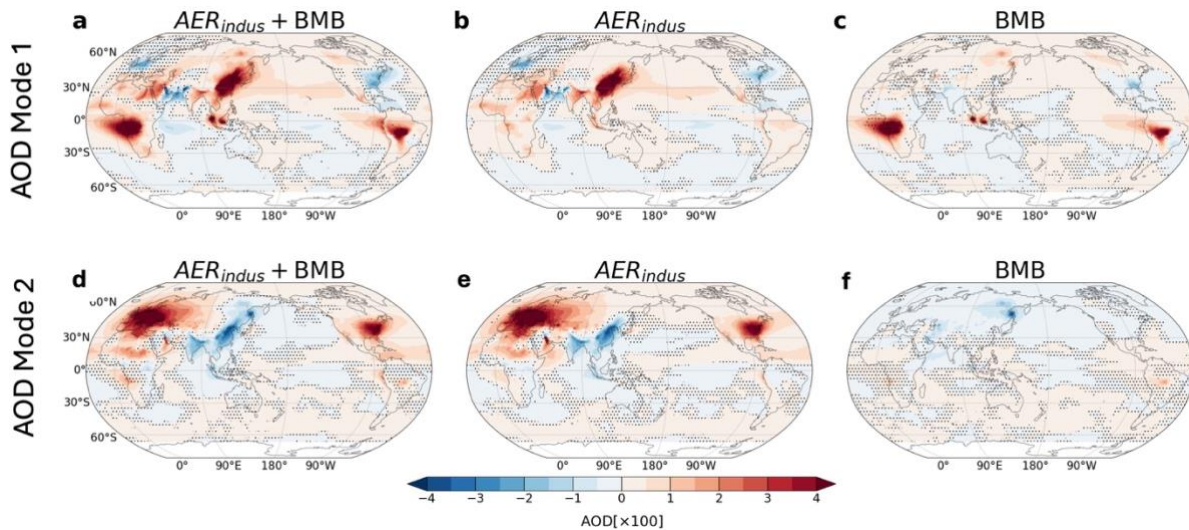 a AER_indus + BMB b AER_indus c BMB
AOD Mode 1
60°N
30°N
0°
30°S
60°S
0° 90°E 180° 90°W 0° 90°E 180° 90°W 0° 90°E 180° 90°W
d AER_indus + BMB e AER_indus f BMB
AOD Mode 2
60°N
30°N
0°
30°S
60°S
0° 90°E 180° 90°W 0° 90°E 180° 90°W 0° 90°E 180° 90°W
−4 −3 −2 −1 0 1 2 3 4
AOD[×100]